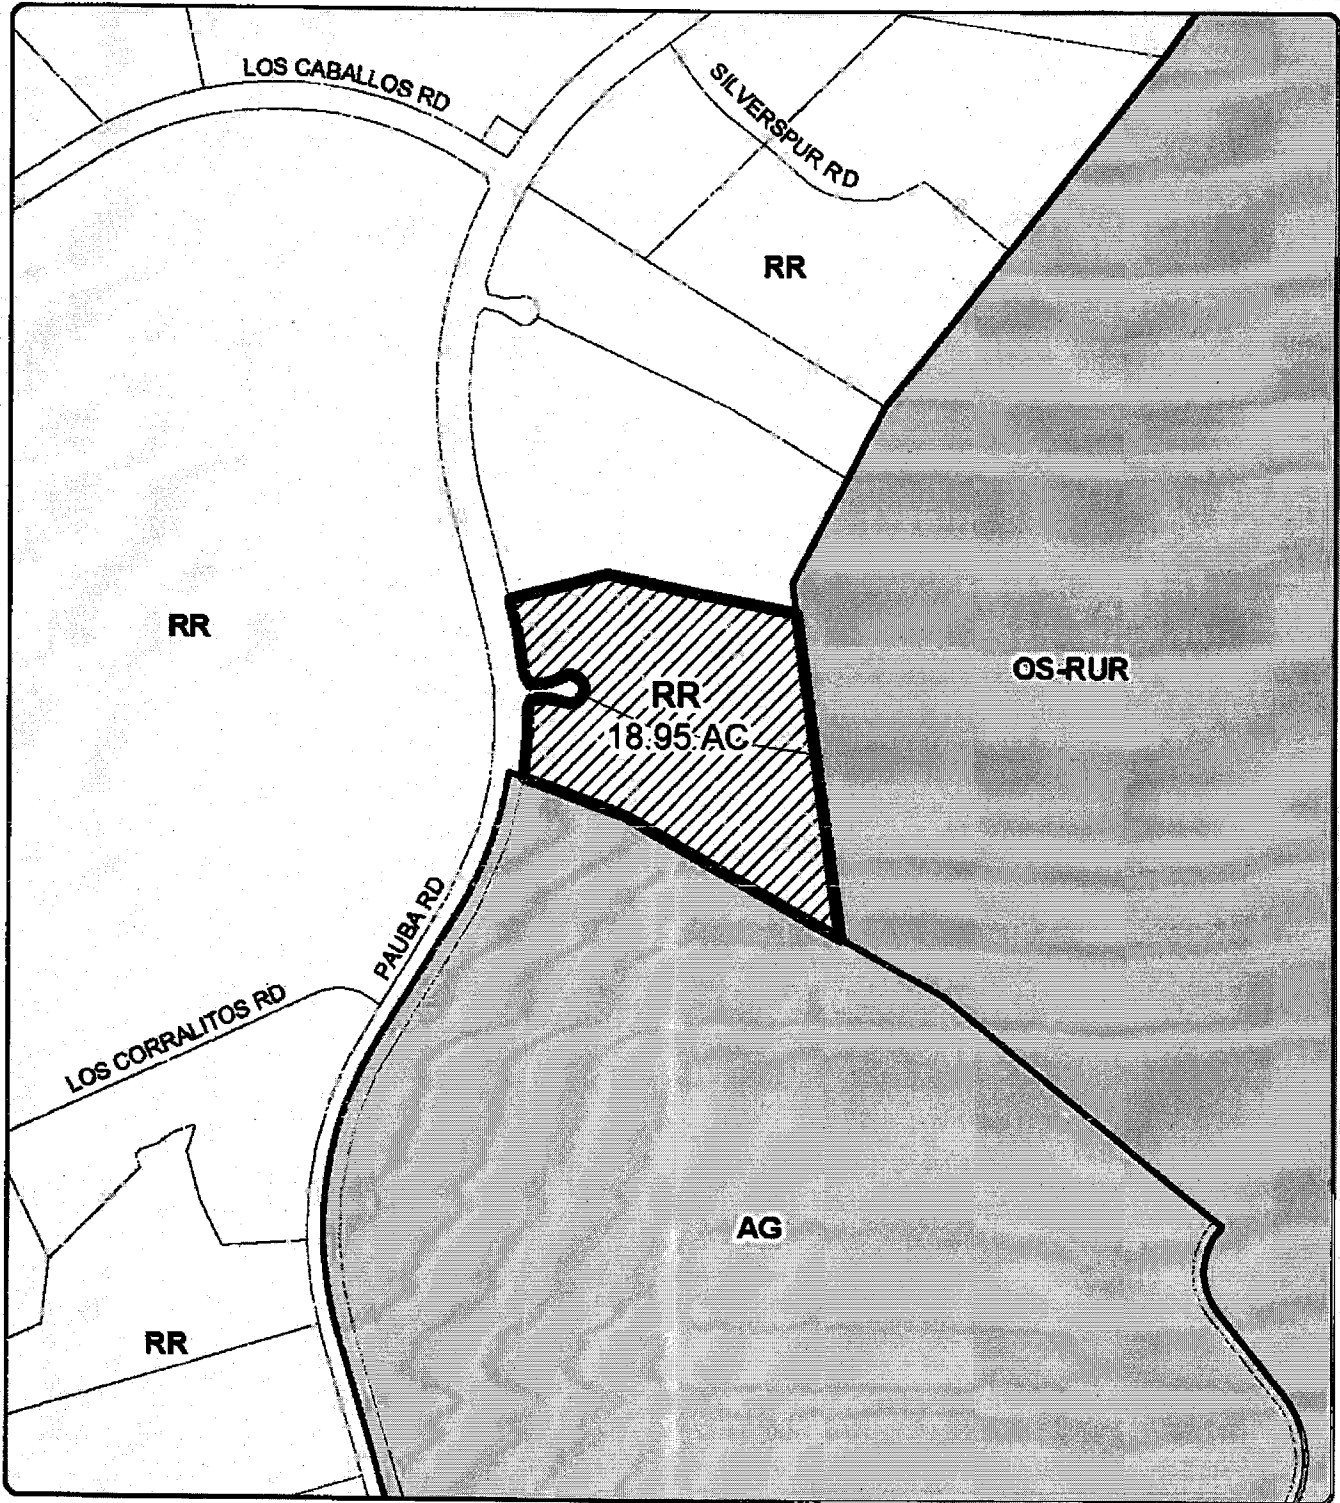 LOS CABALLOS RD
SILVERSPUR RD
RR
RR
OS-RUR
RR
18.95 AC
PAUBA RD
LOS CORRALITOS RD
AG
RR